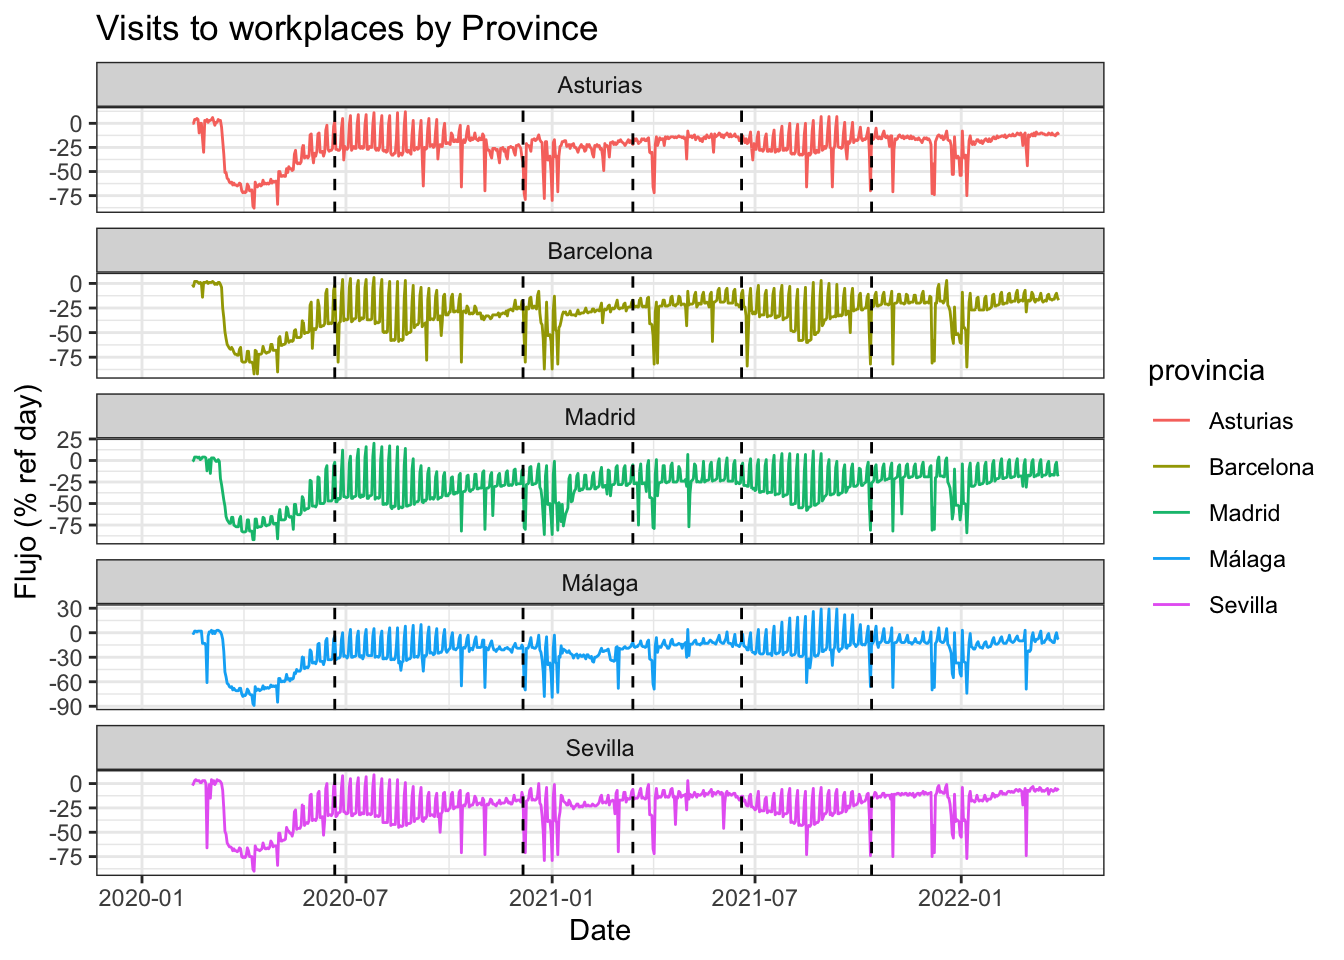 Visits to workplaces by Province
Asturias
0
-25
-50
-75
Barcelona
0
-25
-50
-75
Madrid
25
0
-25
-50
-75
Málaga
30
0
-30
-60
-90
Sevilla
0
-25
-50
-75
2020-01 2020-07 2021-01 2021-07 2022-01
Date
Flujo (% ref day)
provincia
Asturias
Barcelona
Madrid
Málaga
Sevilla